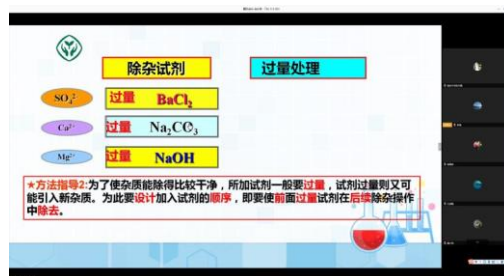 除杂试剂
过量处理
SO₄²⁻
过量 BaCl₂
Ca²⁺
过量 Na₂CO₃
Mg²⁺
过量 NaOH
★方法指导2:为了使杂质能除得比较干净,所加试剂一般要过量,试剂过量则又可
能引入新杂质。为此要设计加入试剂的顺序,即要使前面过量试剂在后续除杂操作
中除去。